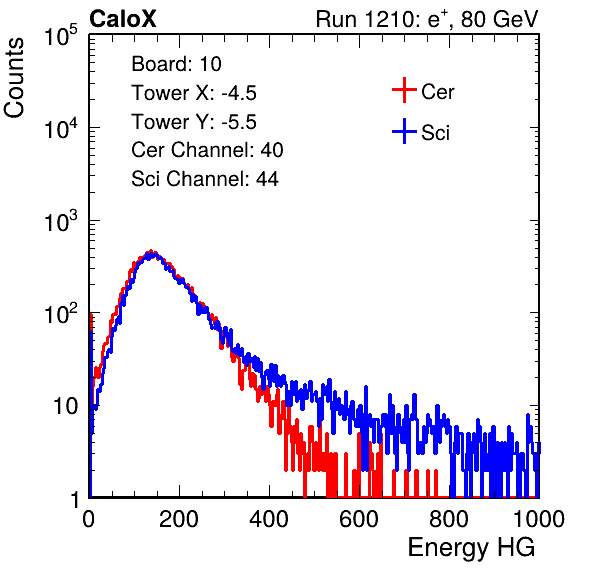 CaloX Run 1210: e⁺, 80 GeV
Counts
10⁵
10⁴
10³
10²
10
1
Board: 10
Tower X: -4.5
Tower Y: -5.5
Cer Channel: 40
Sci Channel: 44
Cer
Sci
0 200 400 600 800 1000
Energy HG